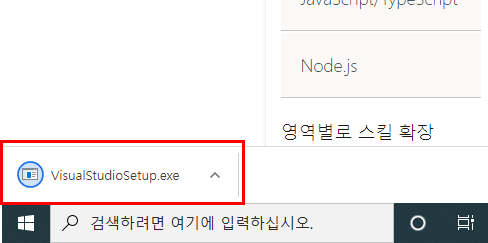 JavaScript/TypeScript
Node.js
영역별로 스킬 확장
VisualStudioSetup.exe
검색하려면 여기에 입력하십시오.